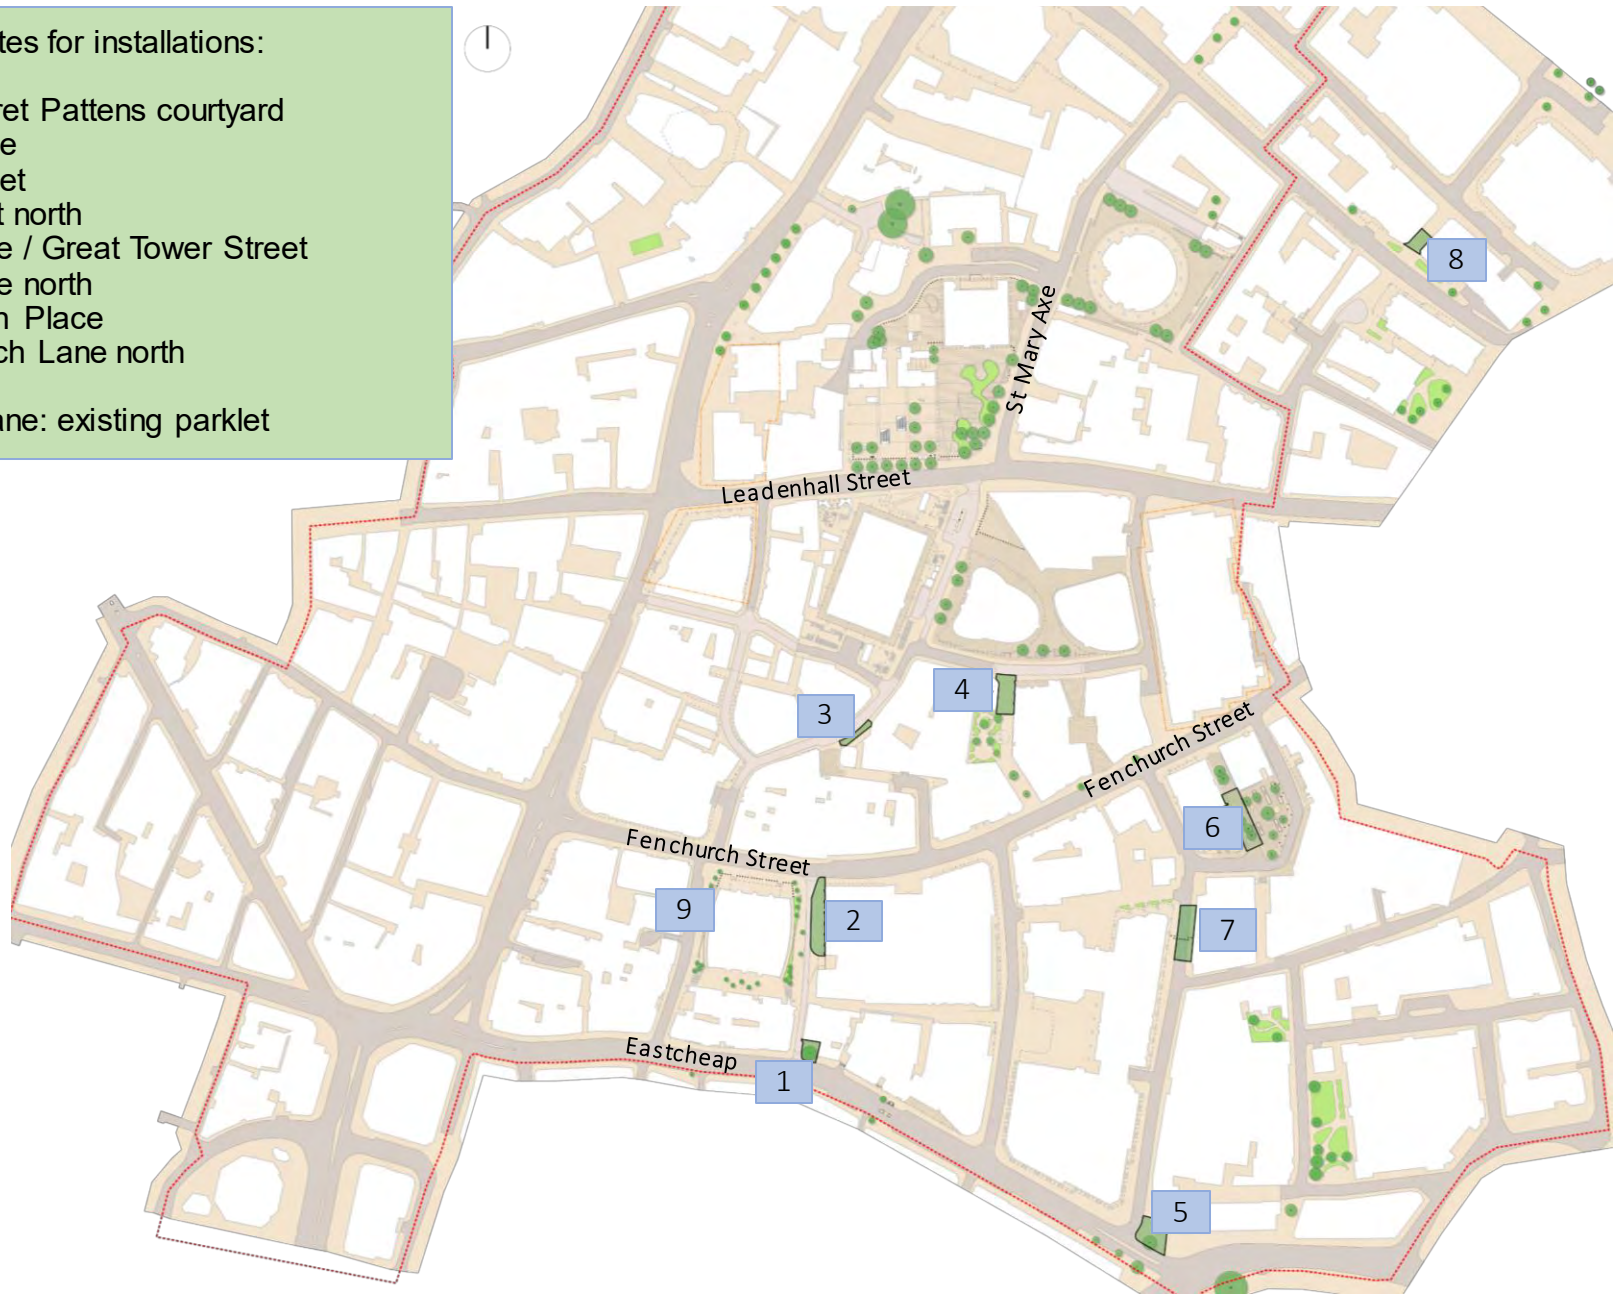 tes for installations:
ret Pattens courtyard
e
et
t north
e / Great Tower Street
e north
n Place
ch Lane north
ane: existing parklet
8
St Mary Axe
Leadenhall Street
4
3
Fenchurch Street
6
Fenchurch Street
9
2
7
Eastcheap
1
5